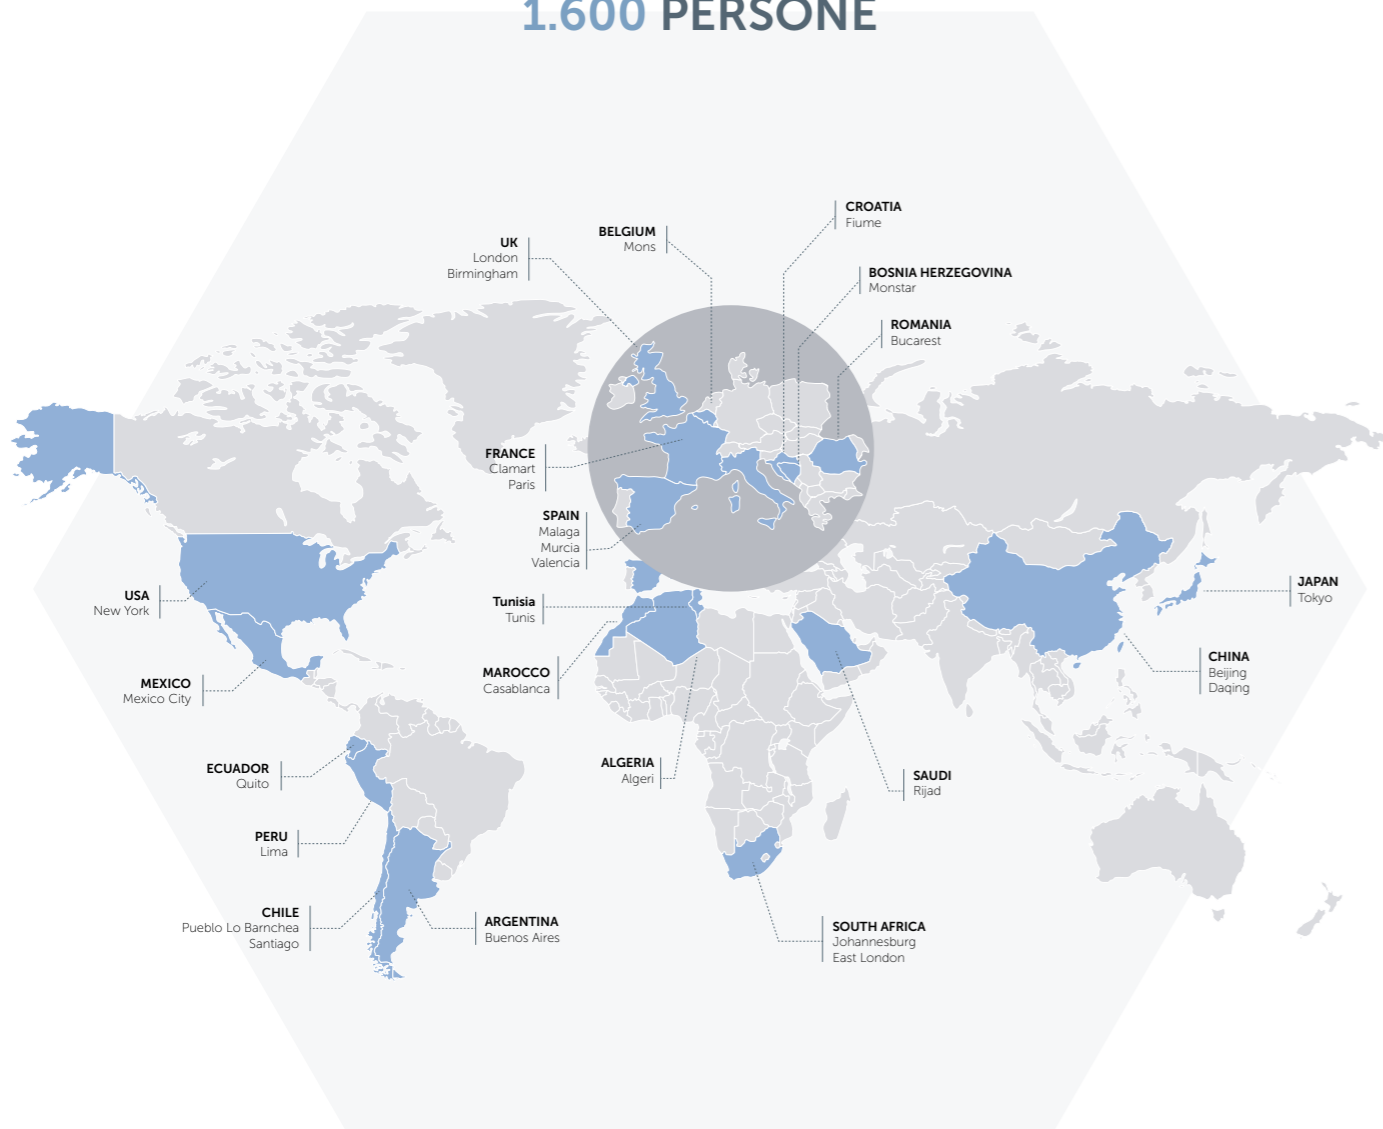 1.600 PERSONE
CROATIA
Fiume
BELGIUM
Mons
UK
London
Birmingham
BOSNIA HERZEGOVINA
Monstar
ROMANIA
Bucarest
FRANCE
Clamart
Paris
SPAIN
Malaga
Murcia
Valencia
USA
New York
Tunisia
Tunis
JAPAN
Tokyo
MAROCCO
Casablanca
CHINA
Beijing
Daqing
MEXICO
Mexico City
ECUADOR
Quito
ALGERIA
Algeri
SAUDI
Rijad
PERU
Lima
CHILE
Pueblo Lo Barnchea
Santiago
ARGENTINA
Buenos Aires
SOUTH AFRICA
Johannesburg
East London